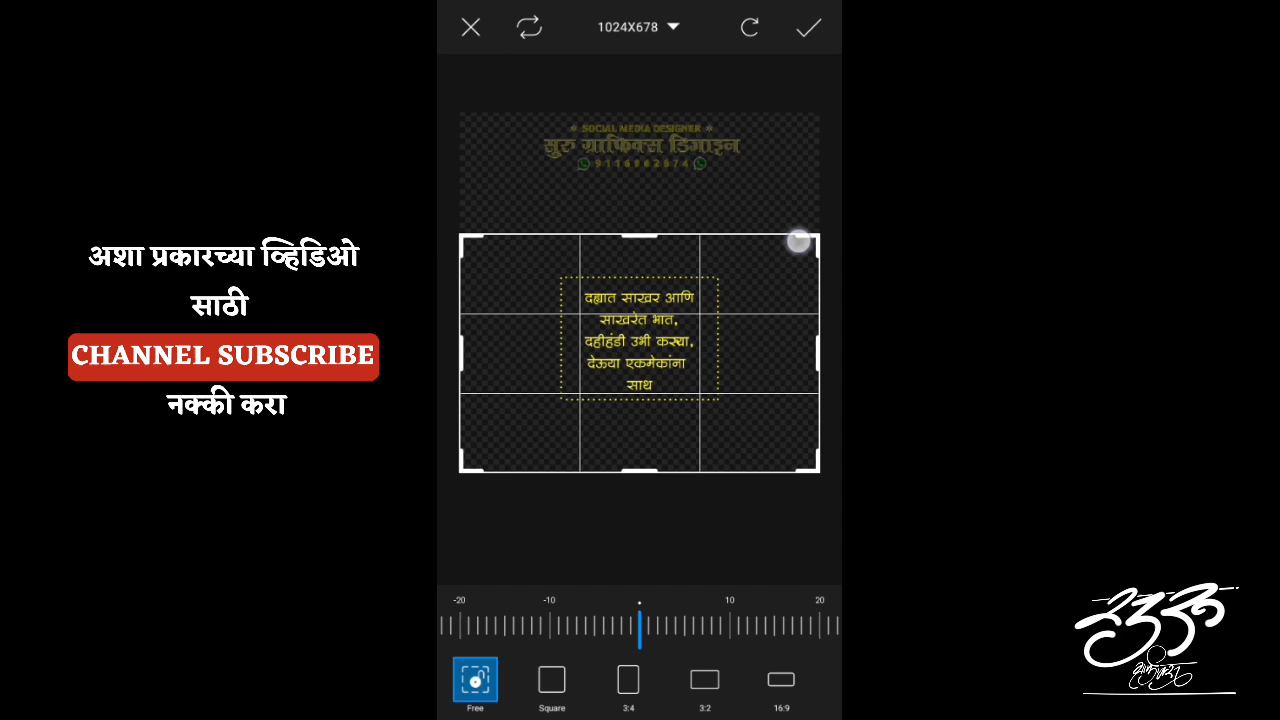 1024X678
* SOCIAL MEDIA DESIGNER *
सुरु ग्राफिक्स डिझाइन
9116962674
दह्यात साखर आणि
साखरेत भात,
दहीहंडी उभी करूया,
देऊया एकमेकांना
साथ
अशा प्रकारच्या व्हिडिओ
साठी
CHANNEL SUBSCRIBE
नक्की करा
-20 -10 10 20
Free Square 3:4 3:2 16:9